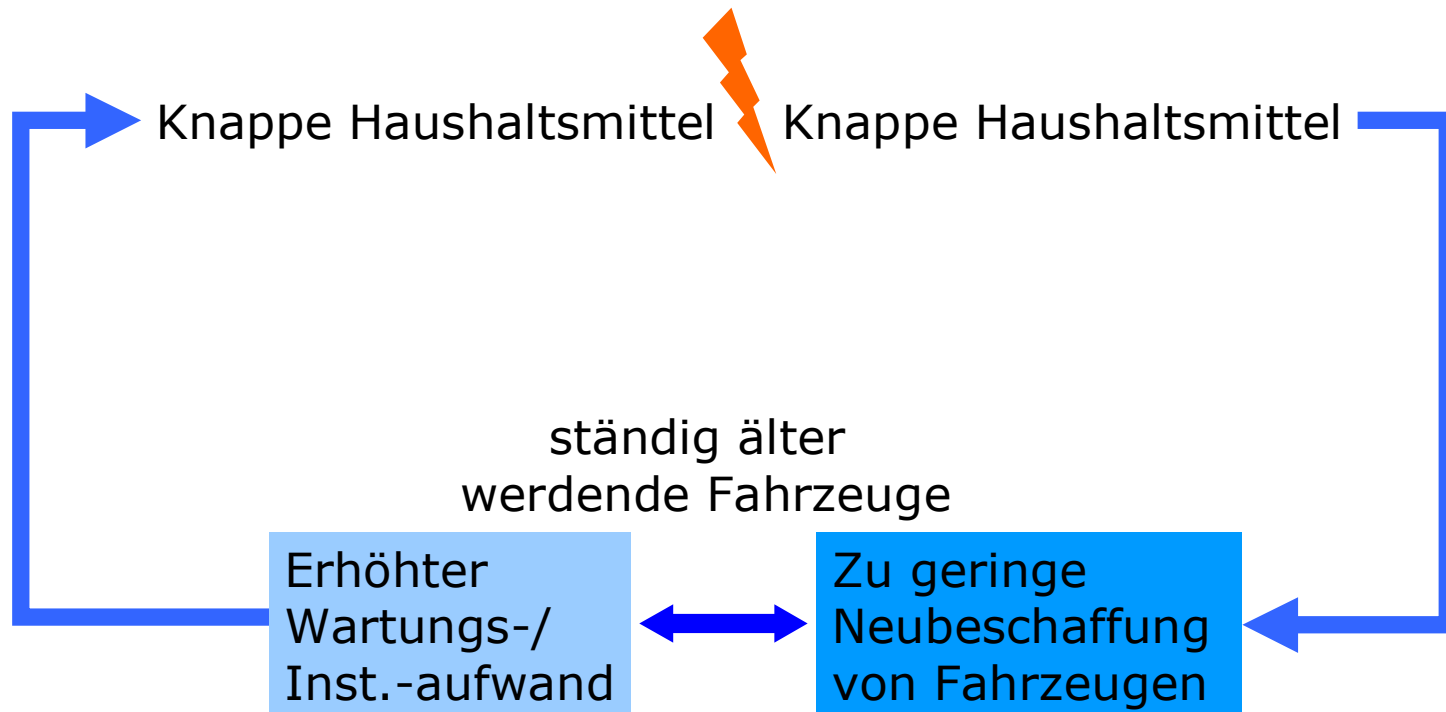 Knappe Haushaltsmittel Knappe Haushaltsmittel
ständig älter
werdende Fahrzeuge
Erhöhter
Wartungs-/
Inst.-aufwand
Zu geringe
Neubeschaffung
von Fahrzeugen